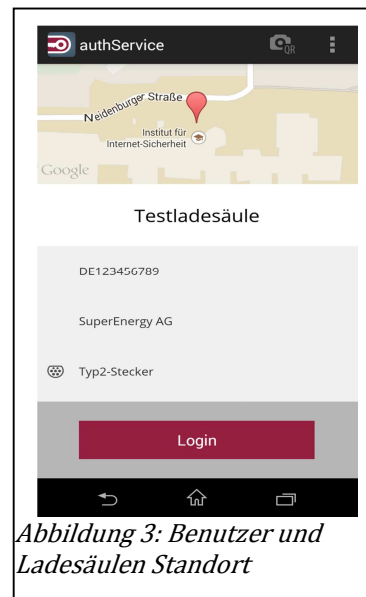 authService
QR
Neidenburger Straße
Institut für
Internet-Sicherheit
Google
Testladesäule
DE123456789
SuperEnergy AG
Typ2-Stecker
Login
Abbildung 3: Benutzer und
Ladesäulen Standort